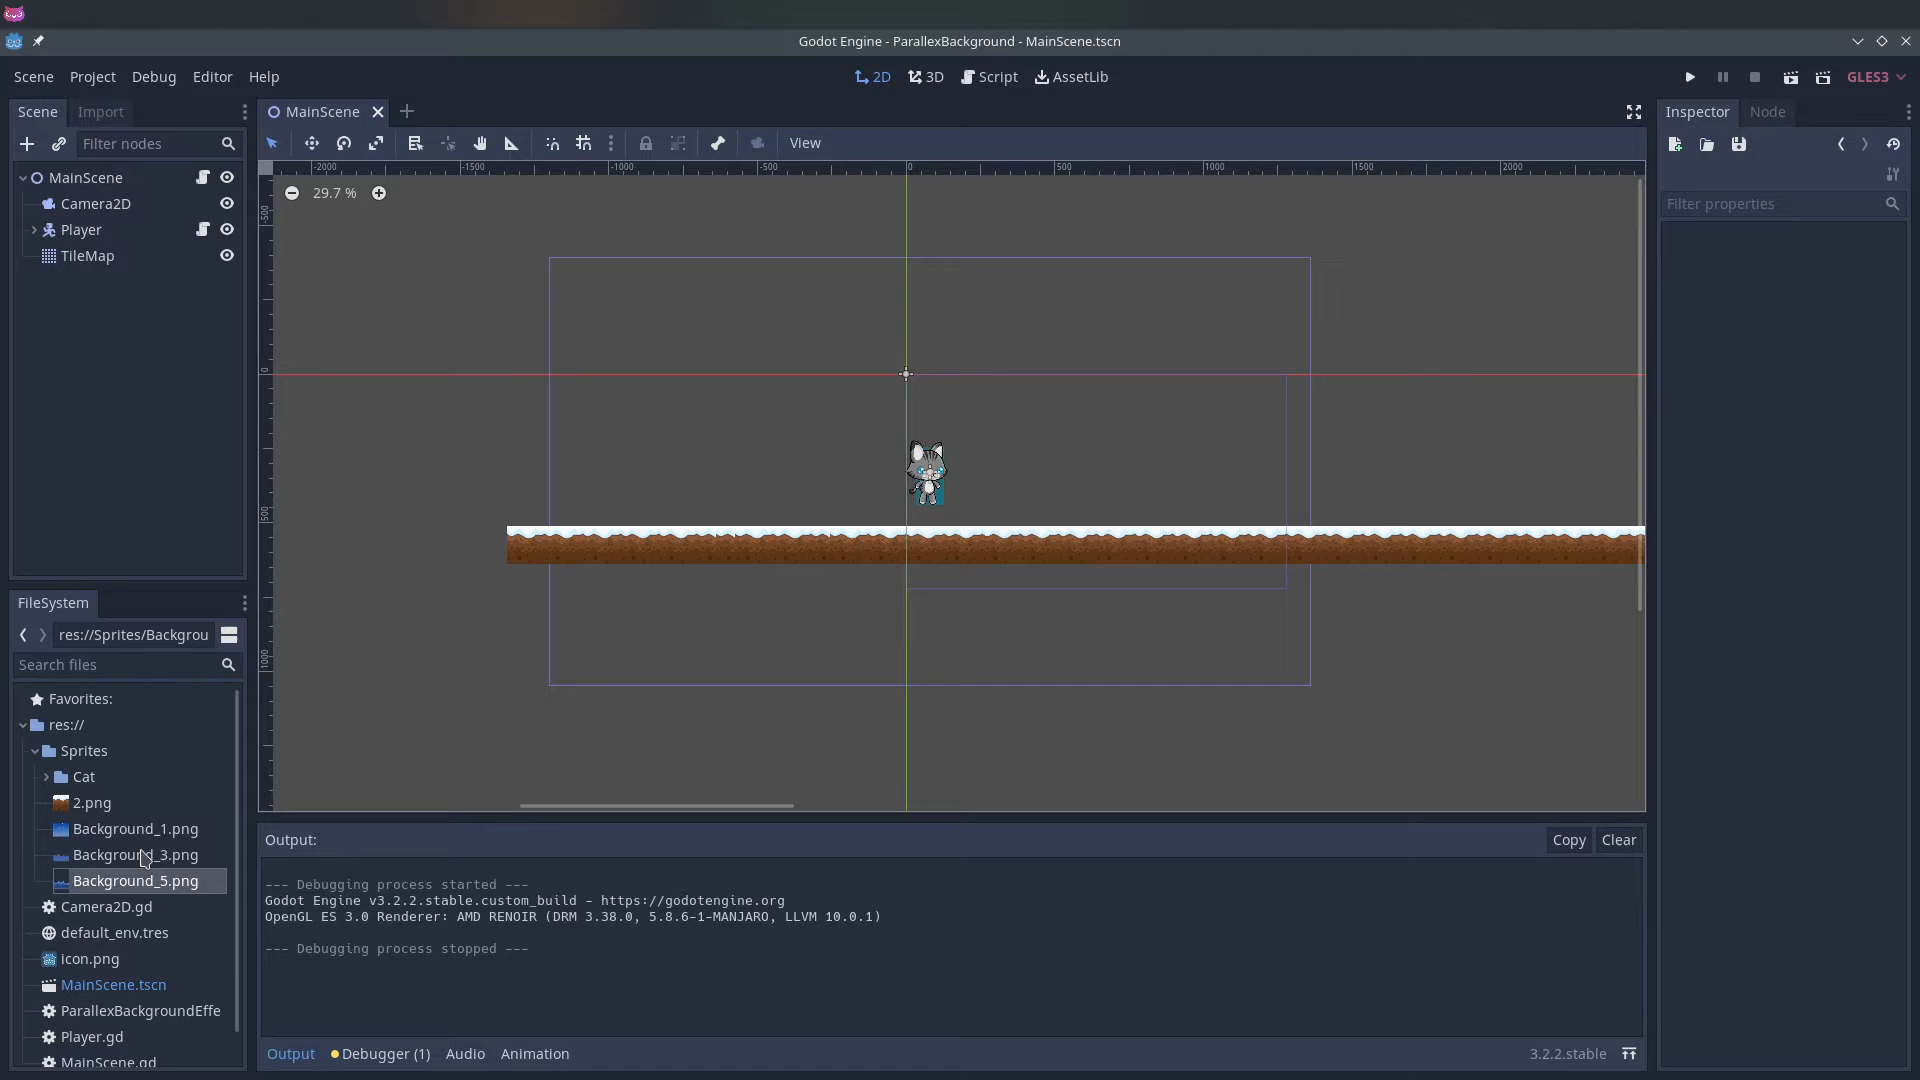 Godot Engine - ParallexBackground - MainScene.tscn
Scene Project Debug Editor Help
2D 3D Script AssetLib
GLES3
Scene Import
MainScene
Inspector Node
Filter nodes
View
-2000 -1500 -1000 -500 0 500 1000 1500 2000
MainScene
29.7 %
Camera2D
Filter properties
Player
-500
TileMap
0
500
FileSystem
res://Sprites/Backgrou
1000
Search files
Favorites:
res://
Sprites
Cat
2.png
Background_1.png
Background_3.png
Background_5.png
Camera2D.gd
default_env.tres
icon.png
MainScene.tscn
ParallexBackgroundEffe
Player.gd
MainScene.gd
Output:
Copy Clear
--- Debugging process started ---
Godot Engine v3.2.2.stable.custom_build - https://godotengine.org
OpenGL ES 3.0 Renderer: AMD RENOIR (DRM 3.38.0, 5.8.6-1-MANJARO, LLVM 10.0.1)
--- Debugging process stopped ---
Output Debugger (1) Audio Animation
3.2.2.stable